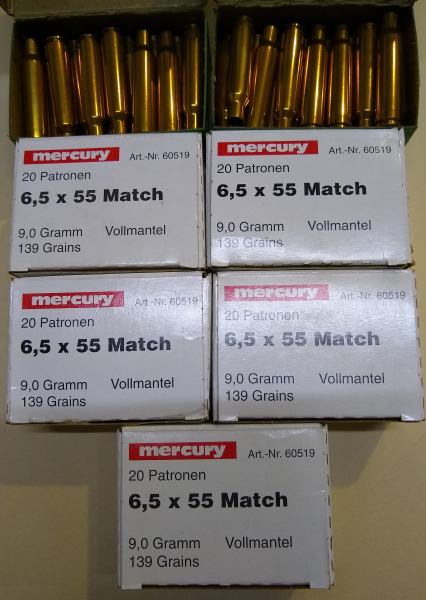 mercury Art.-Nr. 60519
20 Patronen
6,5 x 55 Match
9,0 Gramm Vollmantel
139 Grains
mercury Art.-Nr. 60519
20 Patronen
6,5 x 55 Match
9,0 Gramm Vollmantel
139 Grains
mercury Art.-Nr. 60519
20 Patronen
6,5 x 55 Match
9,0 Gramm Vollmantel
139 Grains
mercury Art.-Nr. 60519
20 Patronen
6,5 x 55 Match
9,0 Gramm Vollmantel
139 Grains
mercury Art.-Nr. 60519
20 Patronen
6,5 x 55 Match
9,0 Gramm Vollmantel
139 Grains